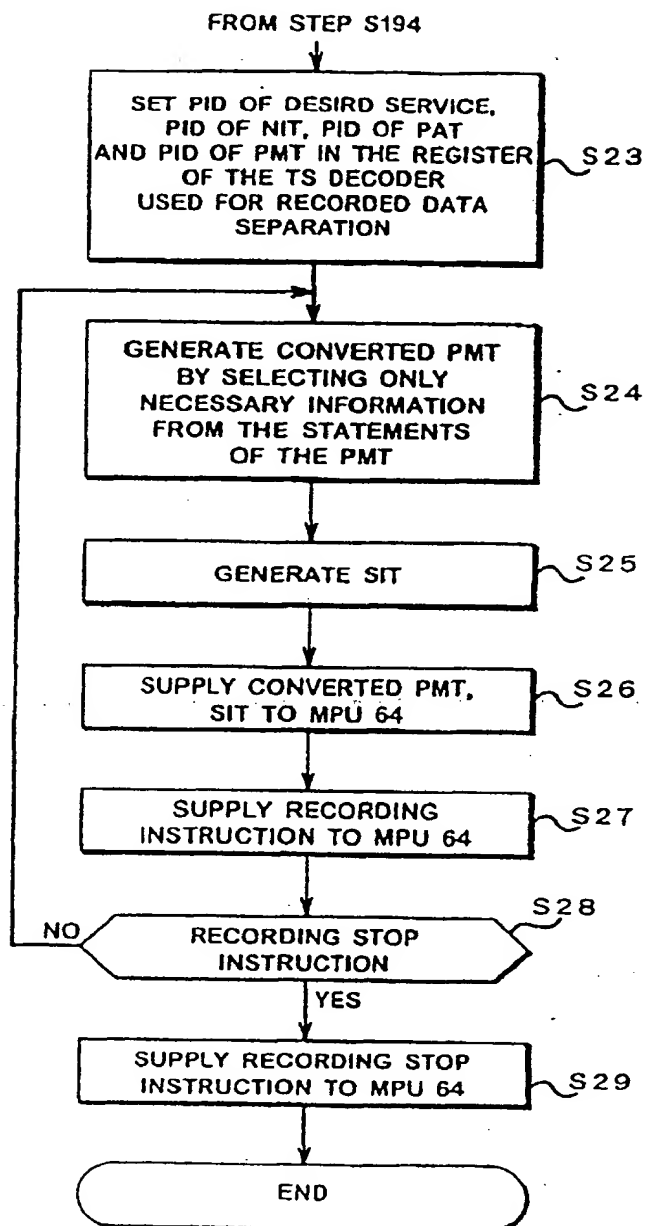 FROM STEP S194
SET PID OF DESIRD SERVICE,
PID OF NIT, PID OF PAT
AND PID OF PMT IN THE REGISTER
OF THE TS DECODER
USED FOR RECORDED DATA
SEPARATION
S23
GENERATE CONVERTED PMT
BY SELECTING ONLY
NECESSARY INFORMATION
FROM THE STATEMENTS
OF THE PMT
S24
GENERATE SIT
S25
SUPPLY CONVERTED PMT,
SIT TO MPU 64
S26
SUPPLY RECORDING
INSTRUCTION TO MPU 64
S27
RECORDING STOP
INSTRUCTION
S28
NO
YES
SUPPLY RECORDING STOP
INSTRUCTION TO MPU 64
S29
END